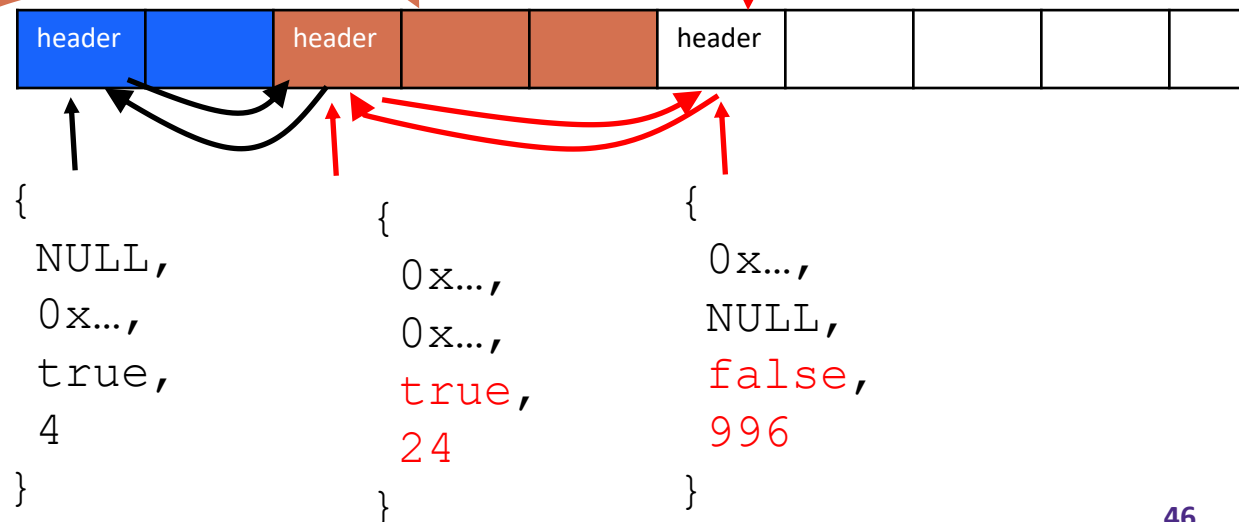 header
header
header
{
NULL,
0x…,
true,
4
}
{
0x…,
0x…,
true,
24
}
{
0x…,
NULL,
false,
996
}
46